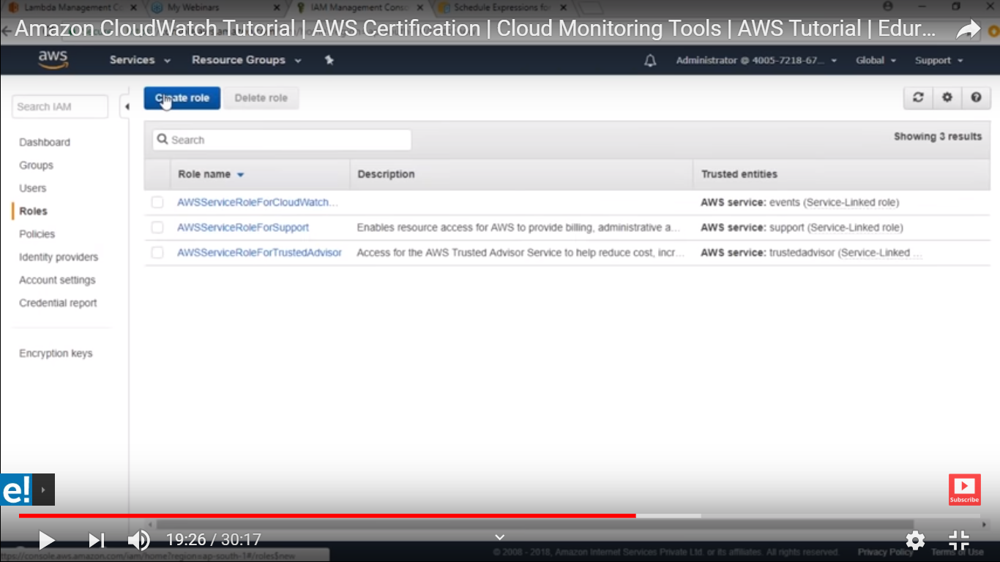 Lambda Management C
My Webinars
IAM Management Cons
Schedule Expressions fo
Amazon CloudWatch Tutorial | AWS Certification | Cloud Monitoring Tools | AWS Tutorial | Edur...
aws
Services
Resource Groups
Administrator @ 4005-7218-67...
Global
Support
Search IAM
Create role
Delete role
Dashboard
Groups
Users
Roles
Policies
Identity providers
Account settings
Credential report
Encryption keys
Search
Showing 3 results
Role name
Description
Trusted entities
AWSServiceRoleForCloudWatch...
AWS service: events (Service-Linked role)
AWSServiceRoleForSupport
Enables resource access for AWS to provide billing, administrative a...
AWS service: support (Service-Linked role)
AWSServiceRoleForTrustedAdvisor
Access for the AWS Trusted Advisor Service to help reduce cost, incr...
AWS service: trustedadvisor (Service-Linked ...
e!
Subscribe
19:26 / 30:17
ttps://console.aws.amazon.com/iam/home?region=ap-south-1#/roles$new
© 2008 - 2018, Amazon Internet Services Private Ltd. or its affiliates. All rights reserved.
Privacy Policy
Terms of Use